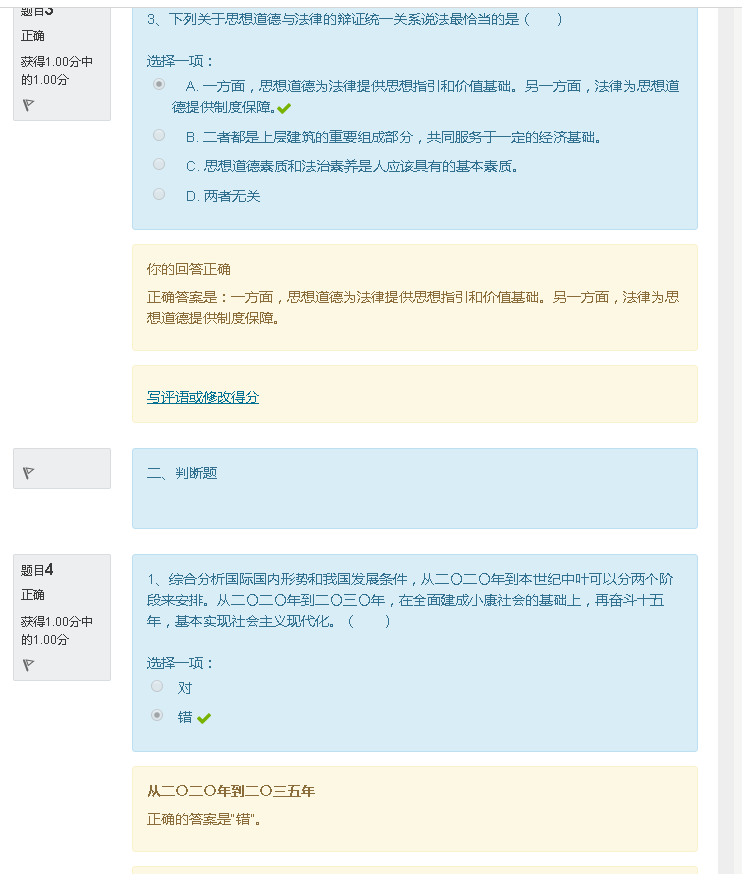 题目3
正确
获得1.00分中
的1.00分
3、下列关于思想道德与法律的辩证统一关系说法最恰当的是（　　）
选择一项：
A. 一方面，思想道德为法律提供思想指引和价值基础。另一方面，法律为思想道
德提供制度保障。
B. 二者都是上层建筑的重要组成部分，共同服务于一定的经济基础。
C. 思想道德素质和法治素养是人应该具有的基本素质。
D. 两者无关
你的回答正确
正确答案是：一方面，思想道德为法律提供思想指引和价值基础。另一方面，法律为思
想道德提供制度保障。
写评语或修改得分
二、判断题
题目4
正确
获得1.00分中
的1.00分
1、综合分析国际国内形势和我国发展条件，从二〇二〇年到本世纪中叶可以分两个阶
段来安排。从二〇二〇年到二〇三〇年，在全面建成小康社会的基础上，再奋斗十五
年，基本实现社会主义现代化。（　　）
选择一项：
对
错
从二〇二〇年到二〇三五年
正确的答案是“错”。